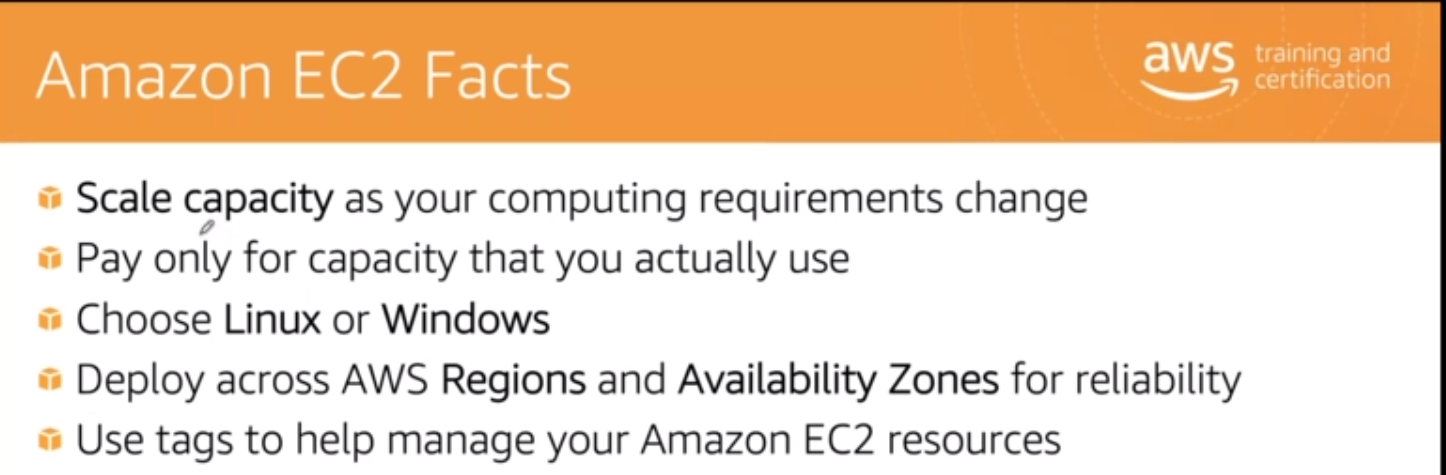 Amazon EC2 Facts
aws training and
certification
Scale capacity as your computing requirements change
Pay only for capacity that you actually use
Choose Linux or Windows
Deploy across AWS Regions and Availability Zones for reliability
Use tags to help manage your Amazon EC2 resources